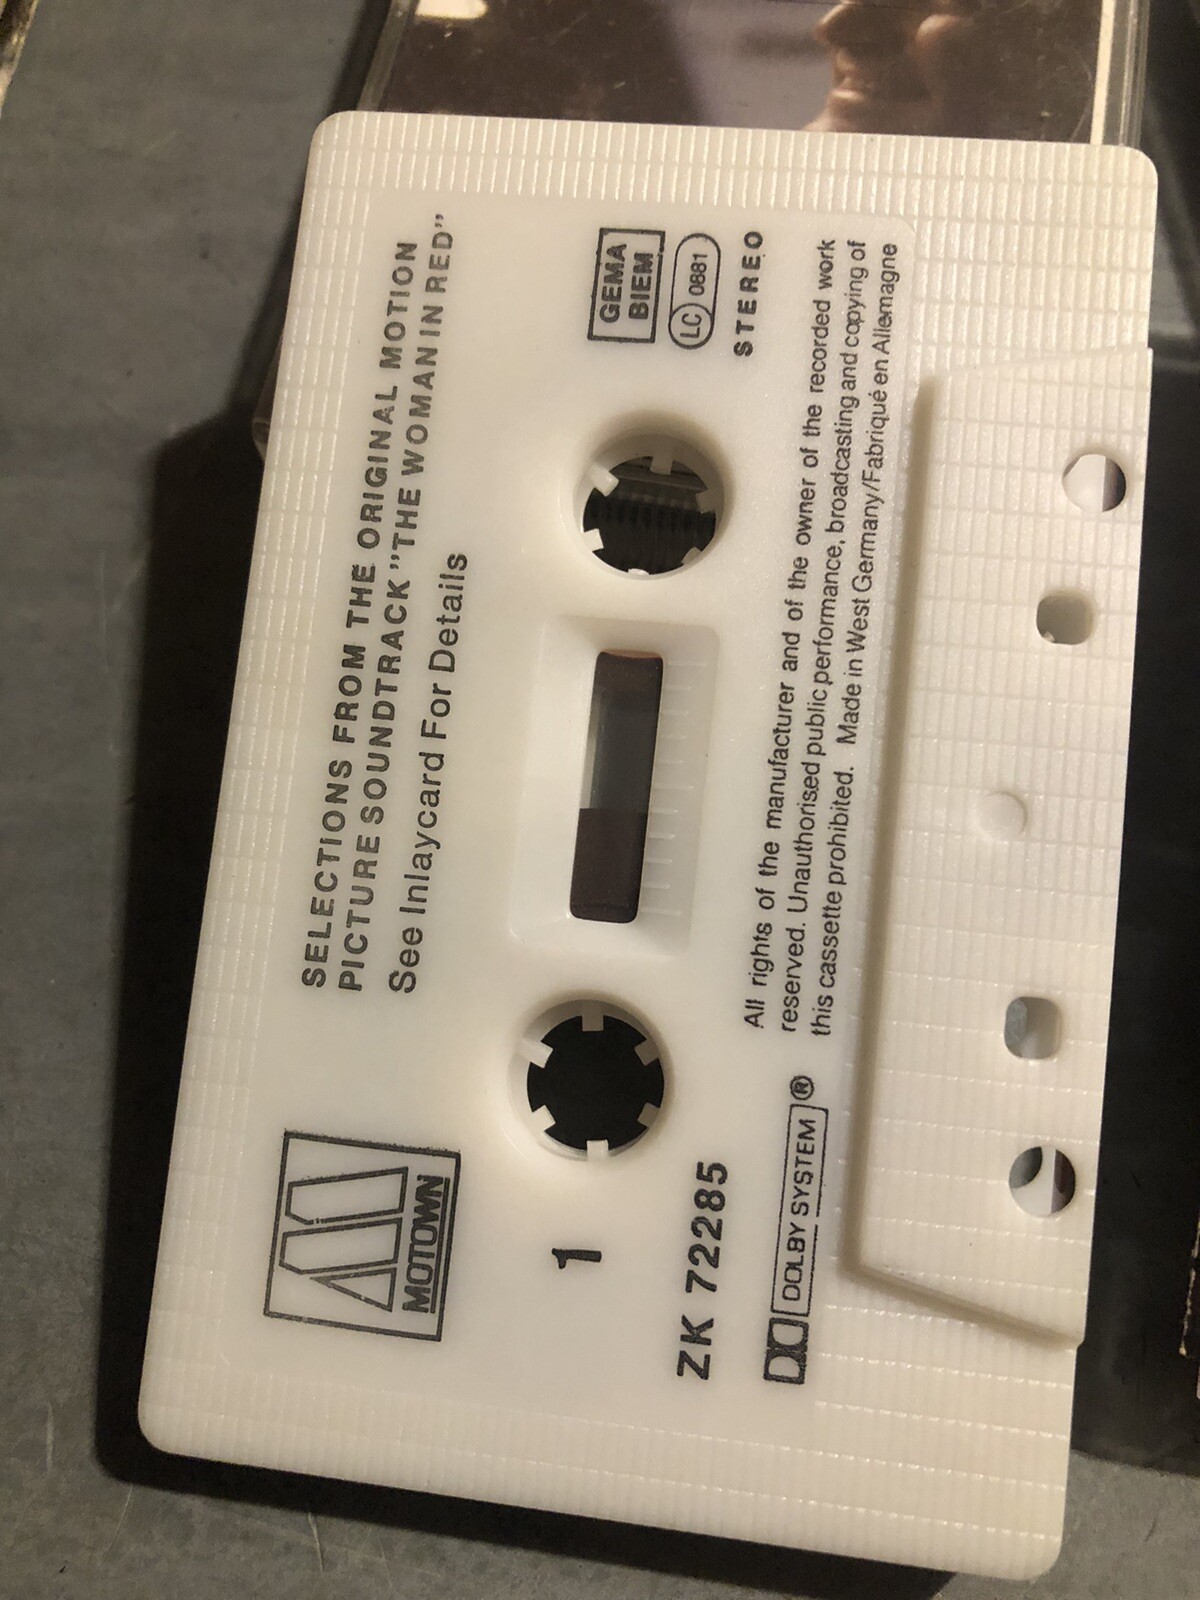 SELECTIONS FROM THE ORIGINAL MOTION
PICTURE SOUNDTRACK "THE WOMAN IN RED"
See Inlaycard For Details
MOTOWN
1
GEMA
BIEM
LC 0881
STEREO
ZK 72285
All rights of the manufacturer and of the owner of the recorded work
reserved. Unauthorised public performance, broadcasting and copying of
this cassette prohibited. Made in West Germany/Fabriqué en Allemagne
DOLBY SYSTEM ®